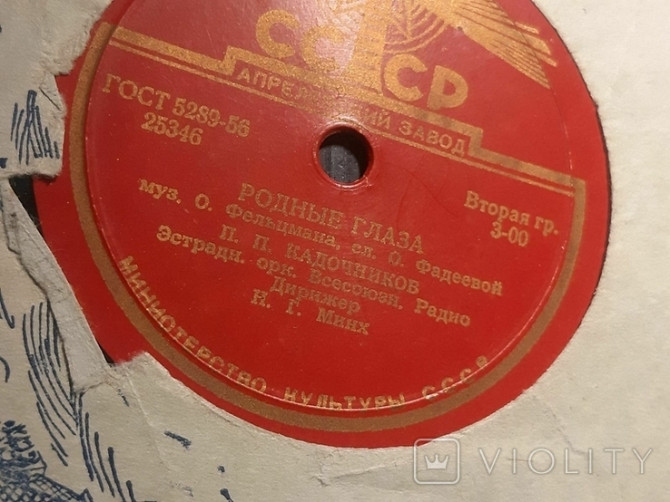 СССР
АПРЕЛЕВСКИЙ ЗАВОД
ГОСТ 5289-56
25346
Вторая гр.
3-00
РОДНЫЕ ГЛАЗА
муз. О. Фельцмана, сл. О. Фадеевой
П. П. КАДОЧНИКОВ
Эстрадн. орк. Всесоюзн. Радио
Дирижер
Н. Г. Минх
МИНИСТЕРСТВО КУЛЬТУРЫ СССР
VIOLITY